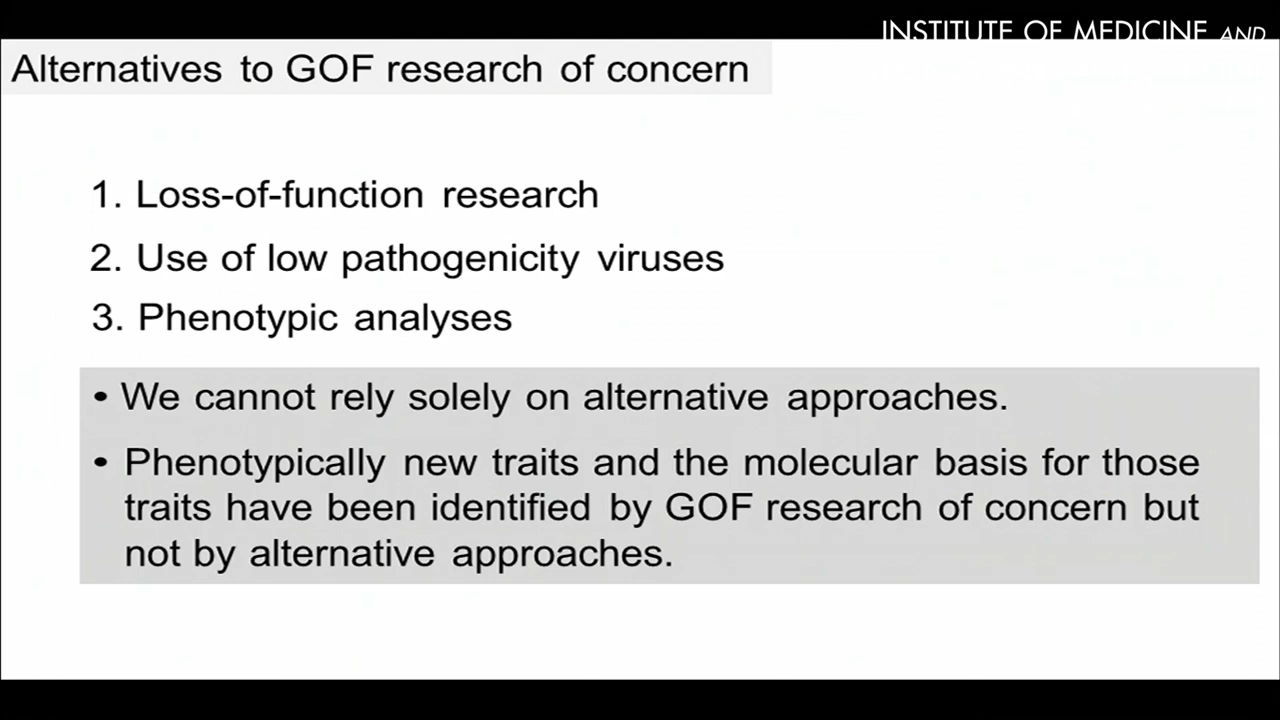 INSTITUTE OF MEDICINE AND
Alternatives to GOF research of concern
1. Loss-of-function research
2. Use of low pathogenicity viruses
3. Phenotypic analyses
• We cannot rely solely on alternative approaches.
• Phenotypically new traits and the molecular basis for those
traits have been identified by GOF research of concern but
not by alternative approaches.